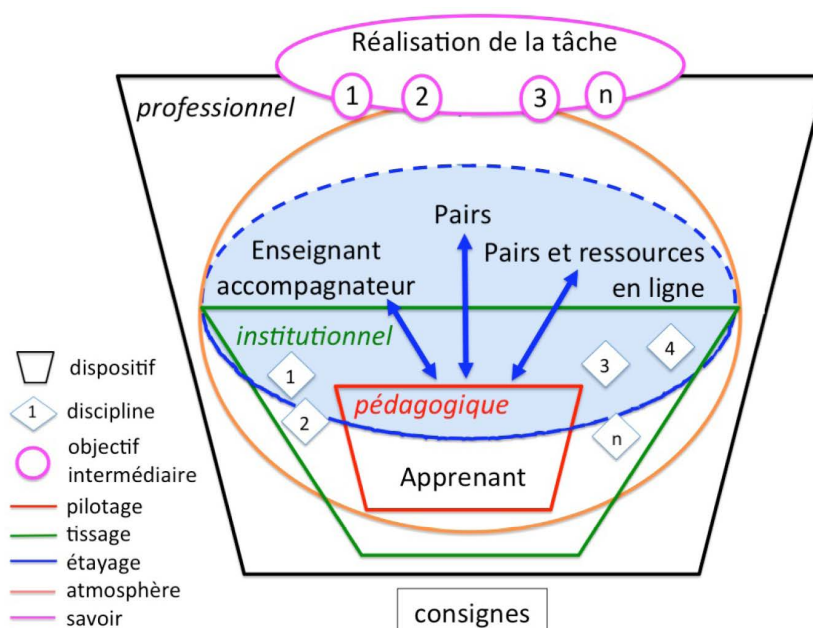 Réalisation de la tâche
1
2
3
n
professionnel
Pairs
Enseignant
accompagnateur
Pairs et ressources
en ligne
institutionnel
1
2
3
4
n
pédagogique
Apprenant
dispositif
1
discipline
objectif
intermédiaire
pilotage
tissage
étayage
atmosphère
savoir
consignes